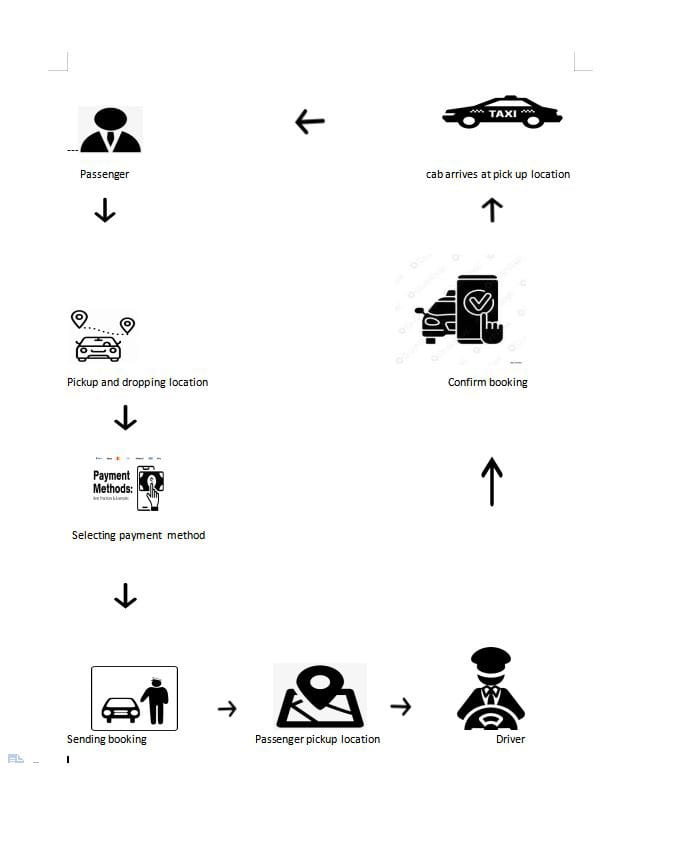 TAXI
Passenger
cab arrives at pick up location
Pickup and dropping location
Confirm booking
Payment
Methods:
Selecting payment method
Sending booking
Passenger pickup location
Driver